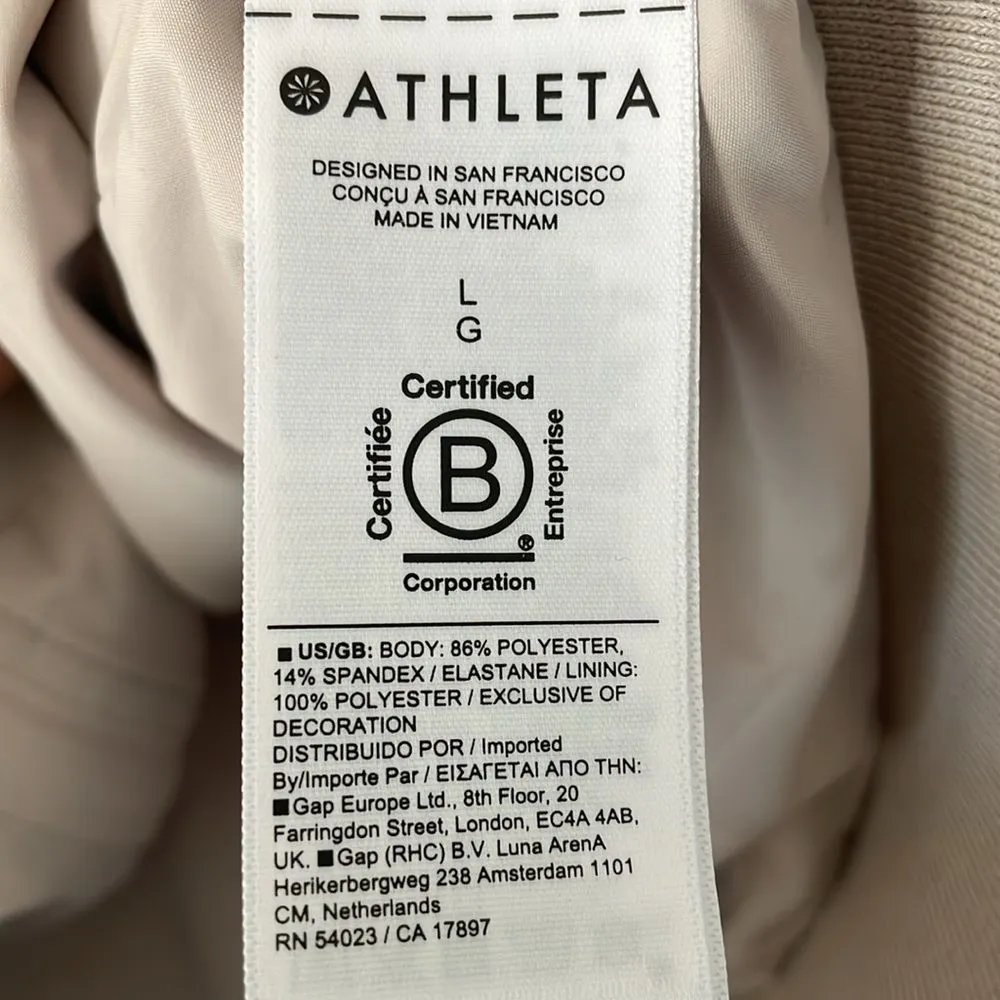 ATHLETA
DESIGNED IN SAN FRANCISCO
CONÇU À SAN FRANCISCO
MADE IN VIETNAM
L
G
Certified
Certifiée
B
Entreprise
®
Corporation
■ US/GB: BODY: 86% POLYESTER,
14% SPANDEX / ELASTANE / LINING:
100% POLYESTER / EXCLUSIVE OF
DECORATION
DISTRIBUIDO POR / Imported
By/Importe Par / ΕΙΣΑΓΕΤΑΙ ΑΠΟ ΤΗΝ:
■ Gap Europe Ltd., 8th Floor, 20
Farringdon Street, London, EC4A 4AB,
UK. ■ Gap (RHC) B.V. Luna ArenA
Herikerbergweg 238 Amsterdam 1101
CM, Netherlands
RN 54023 / CA 17897